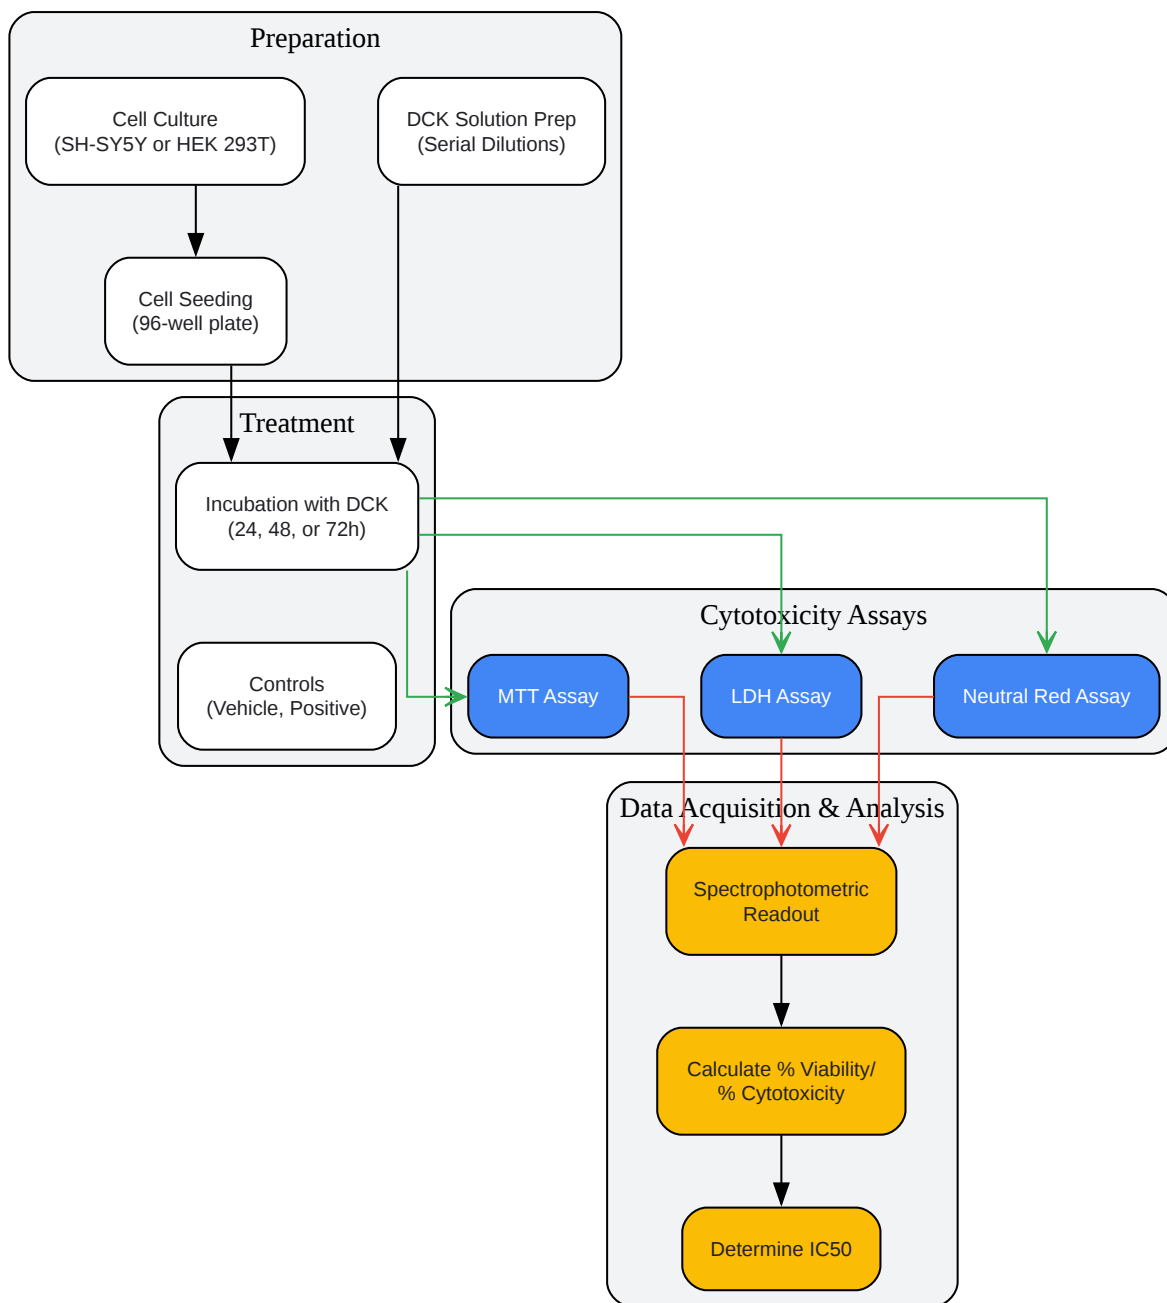 Preparation
Cell Culture
(SH-SY5Y or HEK 293T)
DCK Solution Prep
(Serial Dilutions)
Cell Seeding
(96-well plate)
Treatment
Incubation with DCK
(24, 48, or 72h)
Controls
(Vehicle, Positive)
Cytotoxicity Assays
MTT Assay
LDH Assay
Neutral Red Assay
Data Acquisition & Analysis
Spectrophotometric
Readout
Calculate % Viability/
% Cytotoxicity
Determine IC50